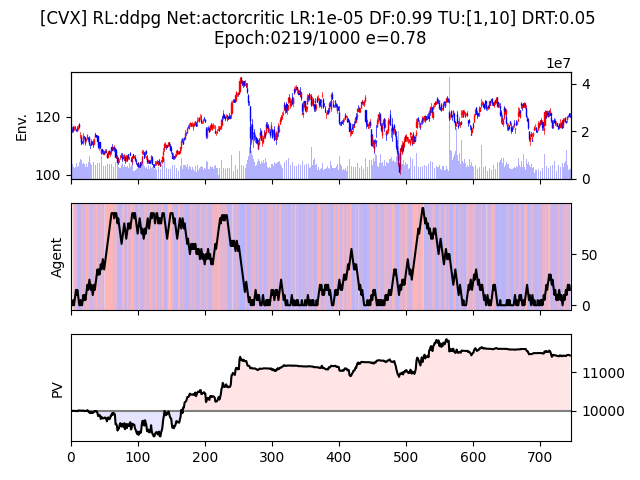 [CVX] RL:ddpg Net:actorcritic LR:1e-05 DF:0.99 TU:[1,10] DRT:0.05
Epoch:0219/1000 e=0.78
1e7
Env.
120
100
4
2
0
Agent
50
0
PV
11000
10000
0 100 200 300 400 500 600 700